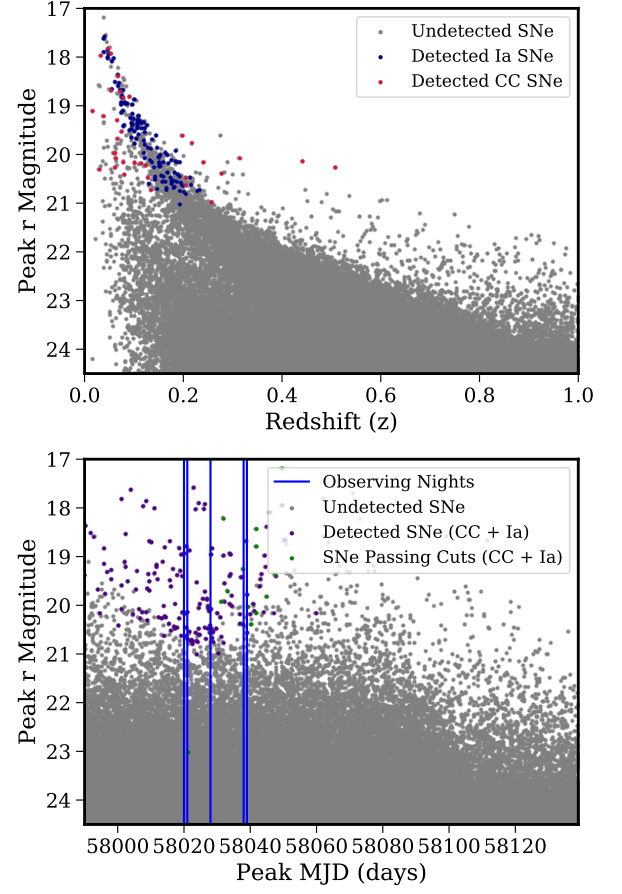 17
18
19
20
21
22
23
24
Peak r Magnitude
Undetected SNe
Detected Ia SNe
Detected CC SNe
0.0 0.2 0.4 0.6 0.8 1.0
Redshift (z)
17
18
19
20
21
22
23
24
Peak r Magnitude
Observing Nights
Undetected SNe
Detected SNe (CC + Ia)
SNe Passing Cuts (CC + Ia)
58000 58020 58040 58060 58080 58100 58120
Peak MJD (days)